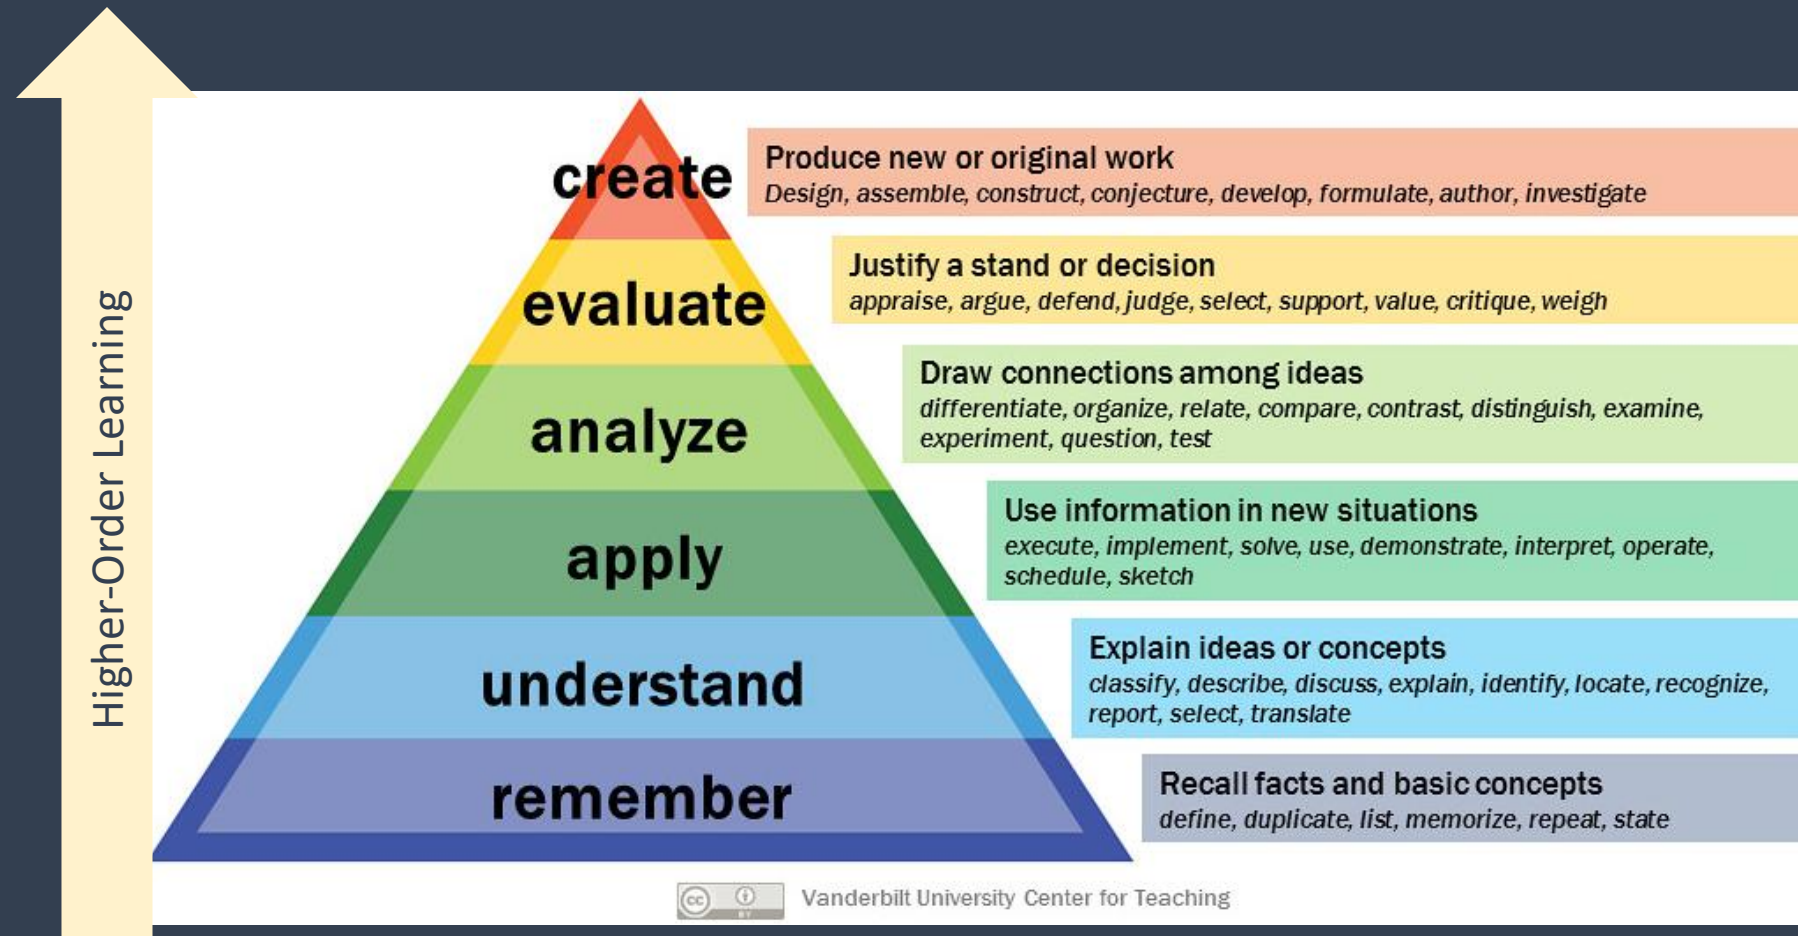 Higher-Order Learning
create
Produce new or original work
Design, assemble, construct, conjecture, develop, formulate, author, investigate
evaluate
Justify a stand or decision
appraise, argue, defend, judge, select, support, value, critique, weigh
analyze
Draw connections among ideas
differentiate, organize, relate, compare, contrast, distinguish, examine,
experiment, question, test
apply
Use information in new situations
execute, implement, solve, use, demonstrate, interpret, operate,
schedule, sketch
understand
Explain ideas or concepts
classify, describe, discuss, explain, identify, locate, recognize,
report, select, translate
remember
Recall facts and basic concepts
define, duplicate, list, memorize, repeat, state
cc
BY
Vanderbilt University Center for Teaching